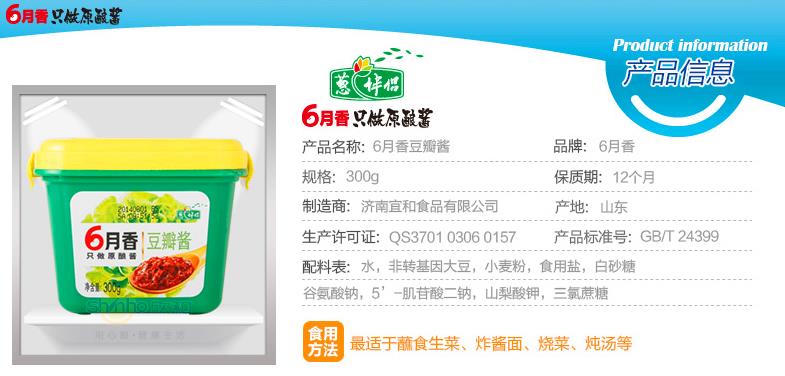 6月香只做原酿酱
Product information
产品信息
葱伴侣
6月香只做原酿酱
产品名称: 6月香豆瓣酱 品牌: 6月香
规格: 300g 保质期: 12个月
制造商: 济南宜和食品有限公司 产地: 山东
生产许可证: QS3701 0306 0157 产品标准号: GB/T 24399
配料表: 水，非转基因大豆，小麦粉，食用盐，白砂糖
谷氨酸钠，5’-肌苷酸二钠，山梨酸钾，三氯蔗糖
食用
方法
最适于蘸食生菜、炸酱面、烧菜、炖汤等
20140601
6月香
豆瓣酱
只做原酿酱
净含量: 300g